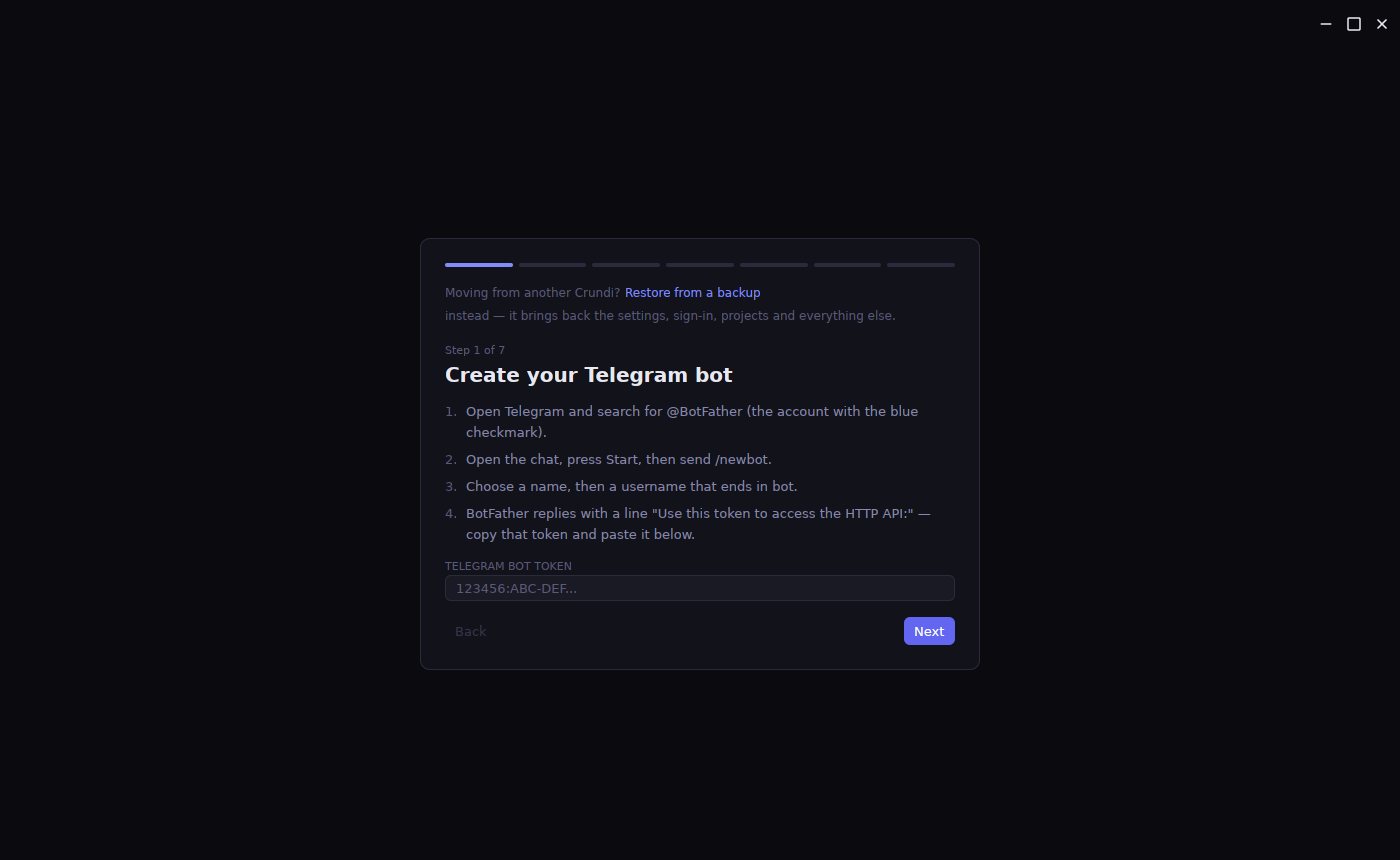 Moving from another Crundi? Restore from a backup
instead — it brings back the settings, sign-in, projects and everything else.
Step 1 of 7
Create your Telegram bot
1. Open Telegram and search for @BotFather (the account with the blue
checkmark).
2. Open the chat, press Start, then send /newbot.
3. Choose a name, then a username that ends in bot.
4. BotFather replies with a line "Use this token to access the HTTP API:" —
copy that token and paste it below.
TELEGRAM BOT TOKEN
123456:ABC-DEF...
Back
Next